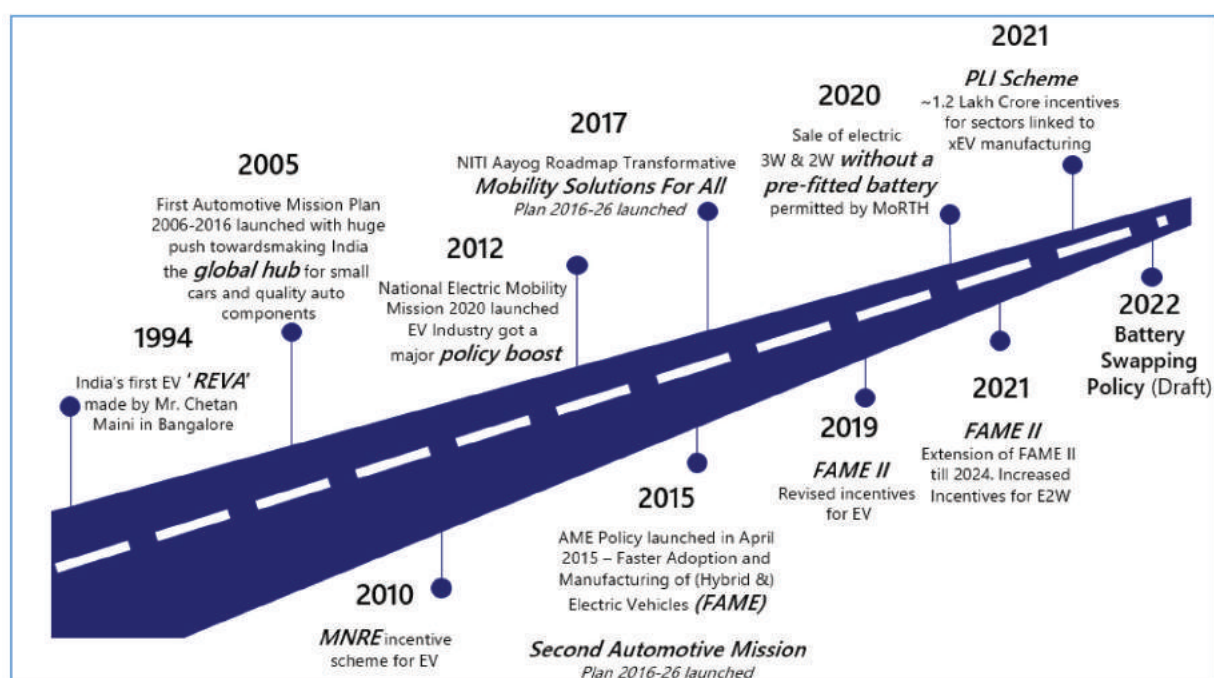 1994
India's first EV 'REVA'
made by Mr. Chetan
Maini in Bangalore
2005
First Automotive Mission Plan
2006-2016 launched with huge
push towardsmaking India
the global hub for small
cars and quality auto
components
2010
MNRE incentive
scheme for EV
2012
National Electric Mobility
Mission 2020 launched
EV Industry got a
major policy boost
2015
AME Policy launched in April
2015 – Faster Adoption and
Manufacturing of (Hybrid &)
Electric Vehicles (FAME)
Second Automotive Mission
Plan 2016-26 launched
2017
NITI Aayog Roadmap Transformative
Mobility Solutions For All
Plan 2016-26 launched
2019
FAME II
Revised incentives
for EV
2020
Sale of electric
3W & 2W without a
pre-fitted battery
permitted by MoRTH
2021
PLI Scheme
~1.2 Lakh Crore incentives
for sectors linked to
xEV manufacturing
2021
FAME II
Extension of FAME II
till 2024. Increased
Incentives for E2W
2022
Battery
Swapping
Policy (Draft)